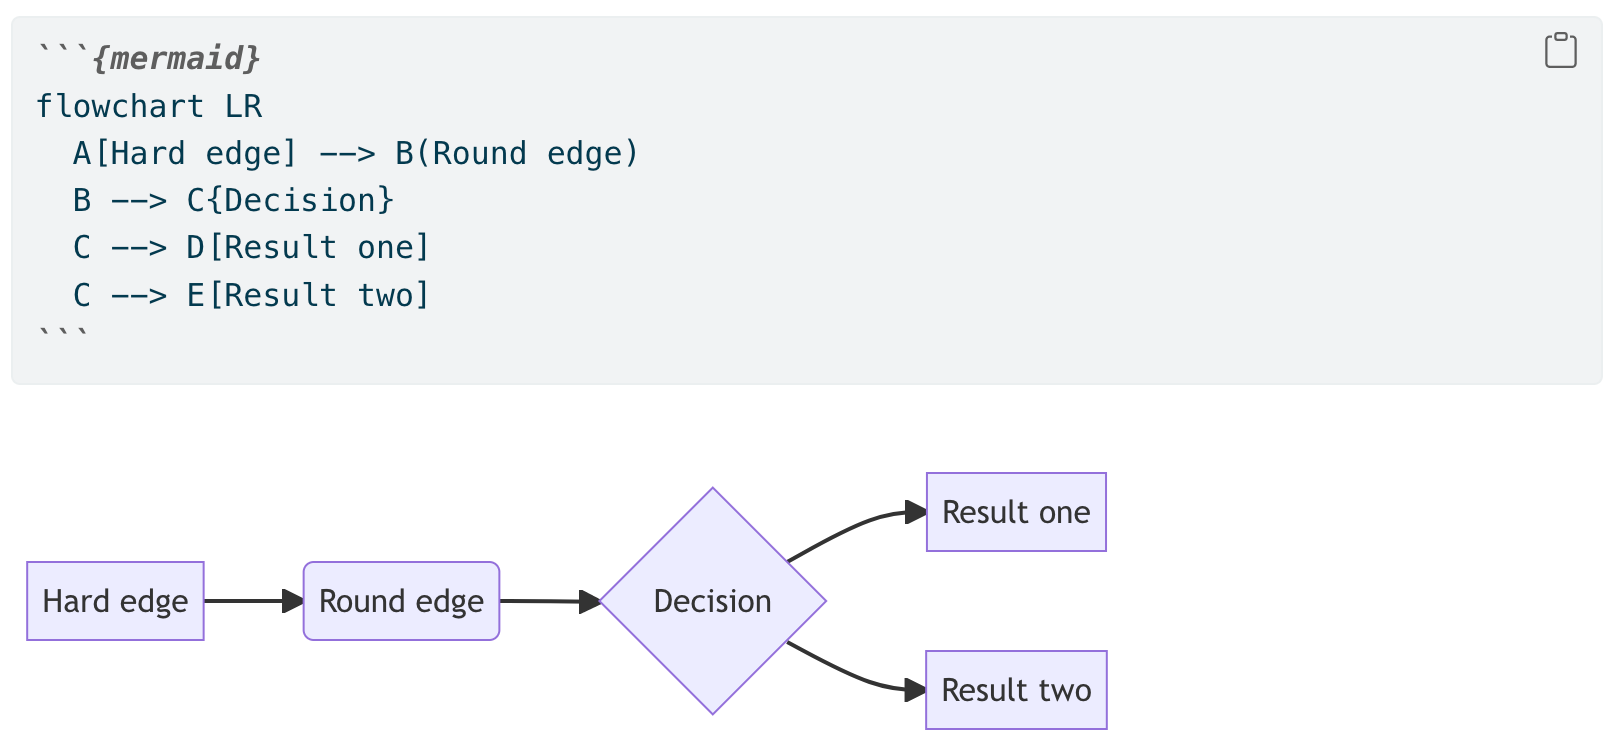 ```{mermaid}
flowchart LR
  A[Hard edge] --> B(Round edge)
  B --> C{Decision}
  C --> D[Result one]
  C --> E[Result two]
```
Hard edge
Round edge
Decision
Result one
Result two